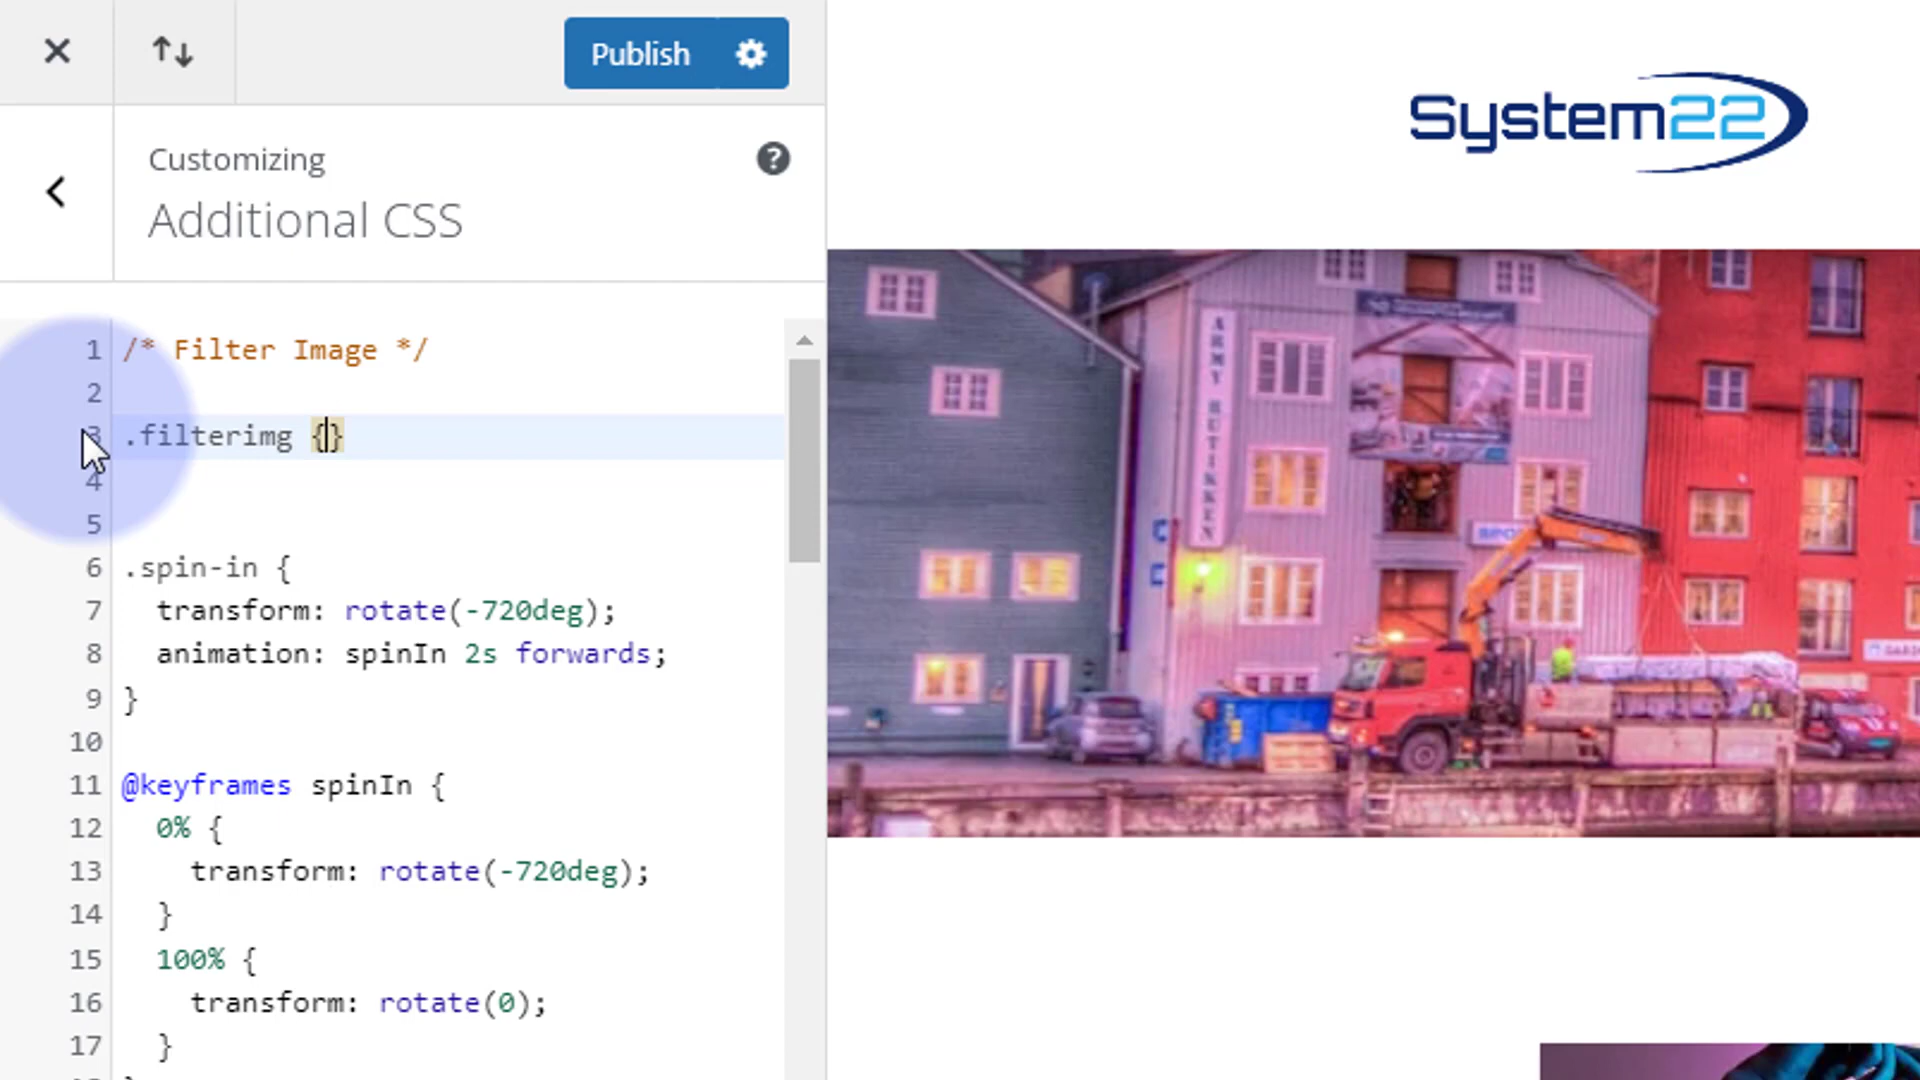 Publish
System22
Customizing
Additional CSS
1 /* Filter Image */
2
3 .filterimg {}
4
5
6 .spin-in {
7 transform: rotate(-720deg);
8 animation: spinIn 2s forwards;
9 }
10
11 @keyframes spinIn {
12 0% {
13 transform: rotate(-720deg);
14 }
15 100% {
16 transform: rotate(0);
17 }
ARMY BUTIKKEN